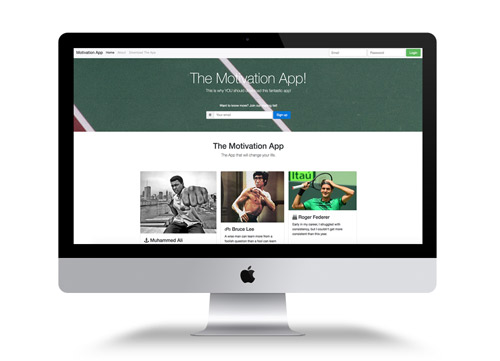 Motivation App Home About Download The App Email Password Login
The Motivation App!
This is why YOU should download this fantastic app!
Want to know more? Join our mailing list!
@ Your email Sign up
The Motivation App
The App that will change your life.
Muhammed Ali
Bruce Lee
A wise man can learn more from a
foolish question than a fool can learn
Itaú
Roger Federer
Early in my career, I struggled with
consistency, but I couldn't get more
consistent than this year.